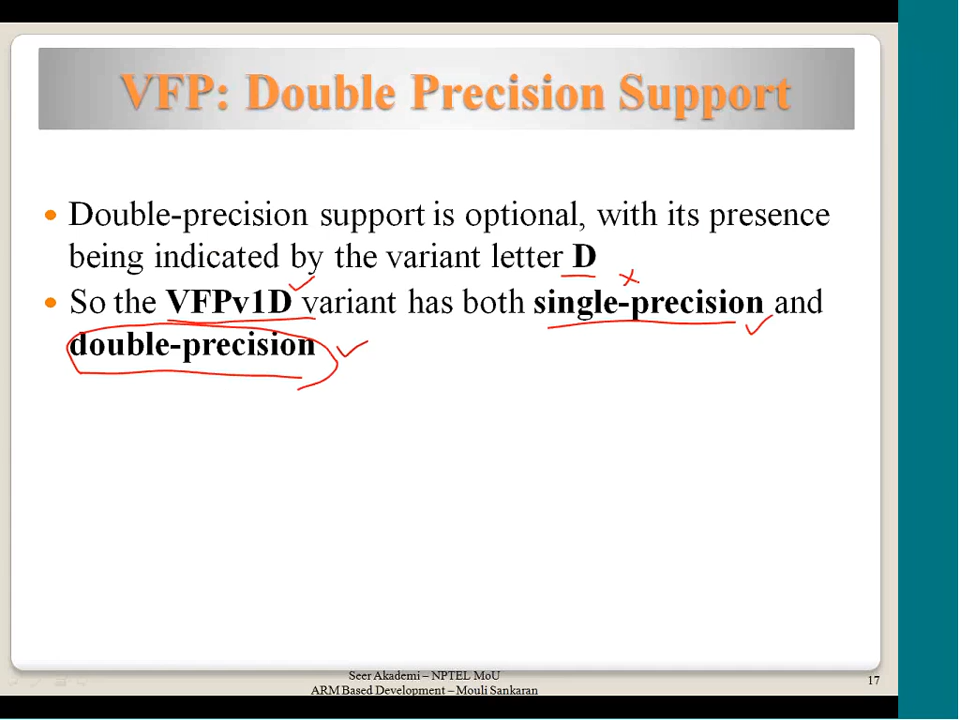 VFP: Double Precision Support
• Double-precision support is optional, with its presence
being indicated by the variant letter D
• So the VFPv1D variant has both single-precision and
double-precision
Seer Akademi – NPTEL MoU
ARM Based Development – Mouli Sankaran
17